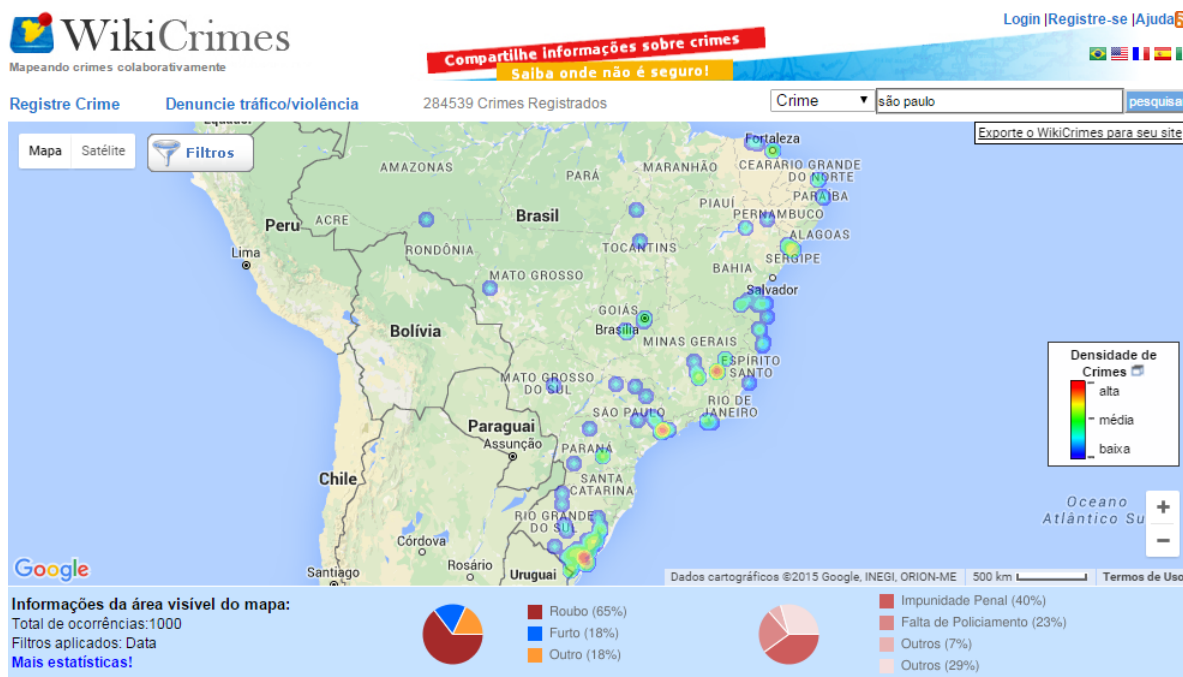 WikiCrimes
Mapeando crimes colaborativamente
Compartilhe informações sobre crimes
Saiba onde não é seguro!
Login |Registre-se |Ajuda
Registre Crime
Denuncie tráfico/violência
284539 Crimes Registrados
Crime
são paulo
pesquisa
Exporte o WikiCrimes para seu site
Mapa
Satélite
Filtros
Fortaleza
AMAZONAS
PARÁ
MARANHÃO
CEARÁ
RIO GRANDE
DO NORTE
PARAÍBA
PIAUÍ
PERNAMBUCO
ACRE
Peru
Brasil
ALAGOAS
RONDÔNIA
TOCANTINS
SERGIPE
Lima
MATO GROSSO
BAHIA
Salvador
GOIÁS
Brasília
Bolívia
MINAS GERAIS
ESPÍRITO
SANTO
MATO GROSSO
DO SUL
RIO DE
JANEIRO
SÃO PAULO
Paraguai
Assunção
PARANÁ
Chile
SANTA
CATARINA
RIO GRANDE
DO SUL
Córdova
Rosário
Santiago
Uruguai
Densidade de
Crimes
alta
média
baixa
Oceano
Atlântico Su
+
−
Google
Dados cartográficos ©2015 Google, INEGI, ORION-ME
500 km
Termos de Uso
Informações da área visível do mapa:
Total de ocorrências:1000
Filtros aplicados: Data
Mais estatísticas!
Roubo (65%)
Furto (18%)
Outro (18%)
Impunidade Penal (40%)
Falta de Policiamento (23%)
Outros (7%)
Outros (29%)